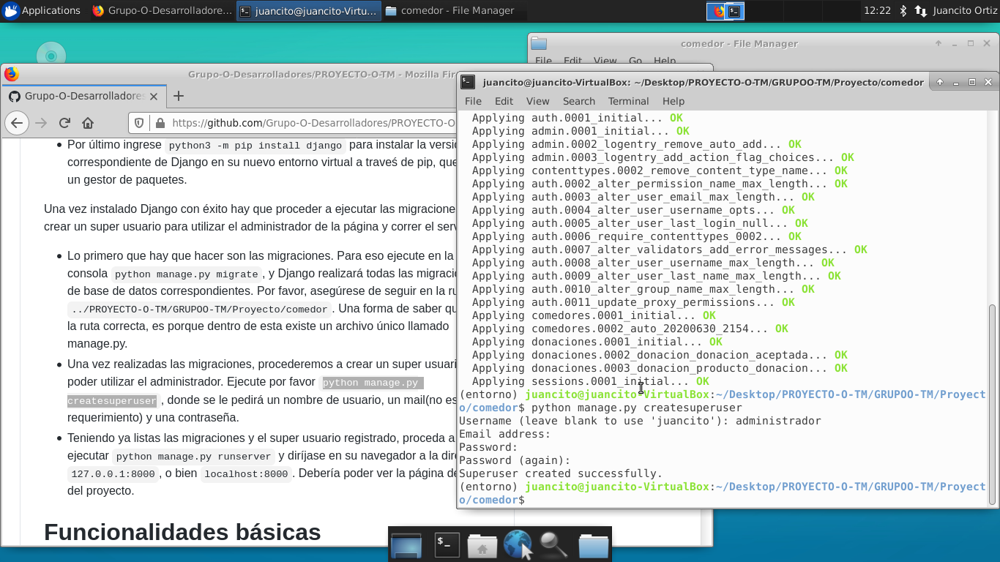 Applications
Grupo-O-Desarrolladore...
juancito@juancito-Virtu...
comedor - File Manager
12:22
Juancito Ortiz
comedor - File Manager
File Edit View Go Help
Grupo-O-Desarrolladores/PROYECTO-O-TM - Mozilla Fire
Grupo-O-Desarrolladores
https://github.com/Grupo-O-Desarrolladores/PROYECTO-O
Por último ingrese python3 -m pip install django para instalar la versió
correspondiente de Django en su nuevo entorno virtual a traveś de pip, que
un gestor de paquetes.
Una vez instalado Django con éxito hay que proceder a ejecutar las migracione
crear un super usuario para utilizar el administrador de la página y correr el serv
Lo primero que hay que hacer son las migraciones. Para eso ejecute en la
consola python manage.py migrate, y Django realizará todas las migraci
de base de datos correspondientes. Por favor, asegúrese de seguir en la ru
../PROYECTO-O-TM/GRUPOO-TM/Proyecto/comedor. Una forma de saber qu
la ruta correcta, es porque dentro de esta existe un archivo único llamado
manage.py.
Una vez realizadas las migraciones, procederemos a crear un super usuari
poder utilizar el administrador. Ejecute por favor python manage.py
createsuperuser, donde se le pedirá un nombre de usuario, un mail(no es
requerimiento) y una contraseña.
Teniendo ya listas las migraciones y el super usuario registrado, proceda a
ejecutar python manage.py runserver y diríjase en su navegador a la dire
127.0.0.1:8000, o bien localhost:8000. Debería poder ver la página de
del proyecto.
Funcionalidades básicas
juancito@juancito-VirtualBox: ~/Desktop/PROYECTO-O-TM/GRUPOO-TM/Proyecto/comedor
File Edit View Search Terminal Help
Applying auth.0001_initial... OK
Applying admin.0001_initial... OK
Applying admin.0002_logentry_remove_auto_add... OK
Applying admin.0003_logentry_add_action_flag_choices... OK
Applying contenttypes.0002_remove_content_type_name... OK
Applying auth.0002_alter_permission_name_max_length... OK
Applying auth.0003_alter_user_email_max_length... OK
Applying auth.0004_alter_user_username_opts... OK
Applying auth.0005_alter_user_last_login_null... OK
Applying auth.0006_require_contenttypes_0002... OK
Applying auth.0007_alter_validators_add_error_messages... OK
Applying auth.0008_alter_user_username_max_length... OK
Applying auth.0009_alter_user_last_name_max_length... OK
Applying auth.0010_alter_group_name_max_length... OK
Applying auth.0011_update_proxy_permissions... OK
Applying comedores.0001_initial... OK
Applying comedores.0002_auto_20200630_2154... OK
Applying donaciones.0001_initial... OK
Applying donaciones.0002_donacion_donacion_aceptada... OK
Applying donaciones.0003_donacion_producto_donacion... OK
Applying sessions.0001_initial... OK
(entorno) juancito@juancito-VirtualBox:~/Desktop/PROYECTO-O-TM/GRUPOO-TM/Proyect
o/comedor$ python manage.py createsuperuser
Username (leave blank to use 'juancito'): administrador
Email address:
Password:
Password (again):
Superuser created successfully.
(entorno) juancito@juancito-VirtualBox:~/Desktop/PROYECTO-O-TM/GRUPOO-TM/Proyect
o/comedor$